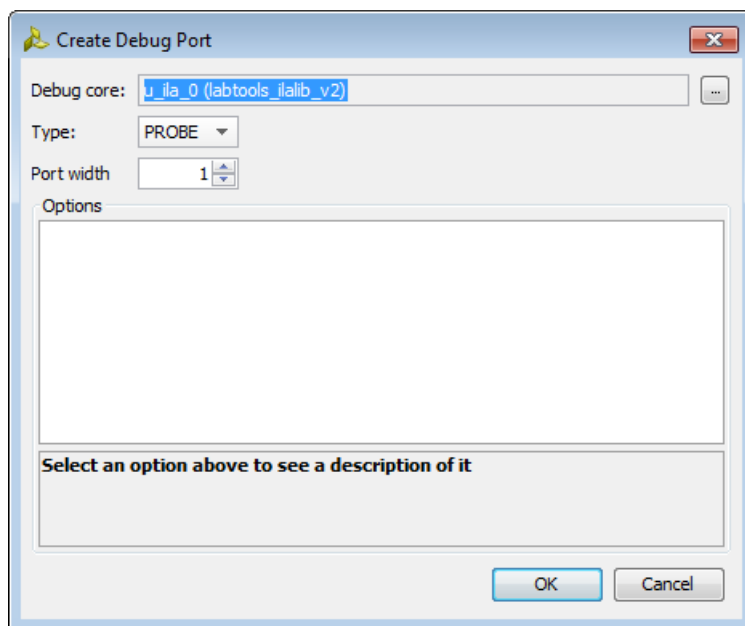 Create Debug Port
Debug core: u_ila_0 (labtools_ilalib_v2) ...
Type: PROBE
Port width 1
Options
Select an option above to see a description of it
OK Cancel